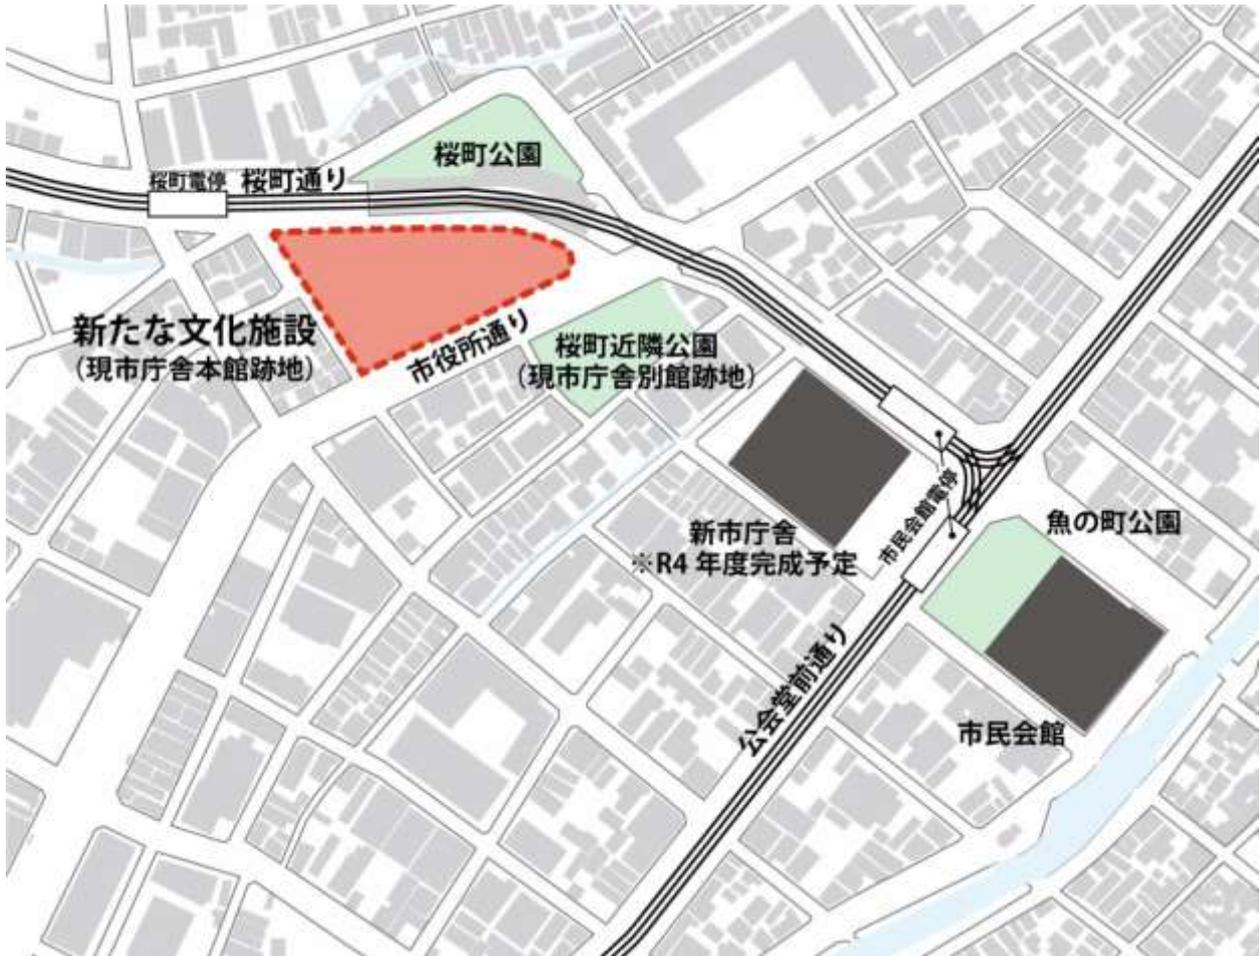 桜町公園
桜町電停
桜町通り
新たな文化施設
(現市庁舎本館跡地)
市役所通り
桜町近隣公園
(現市庁舎別館跡地)
新市庁舎
※R4 年度完成予定
市民会館電停
魚の町公園
公会堂前通り
市民会館